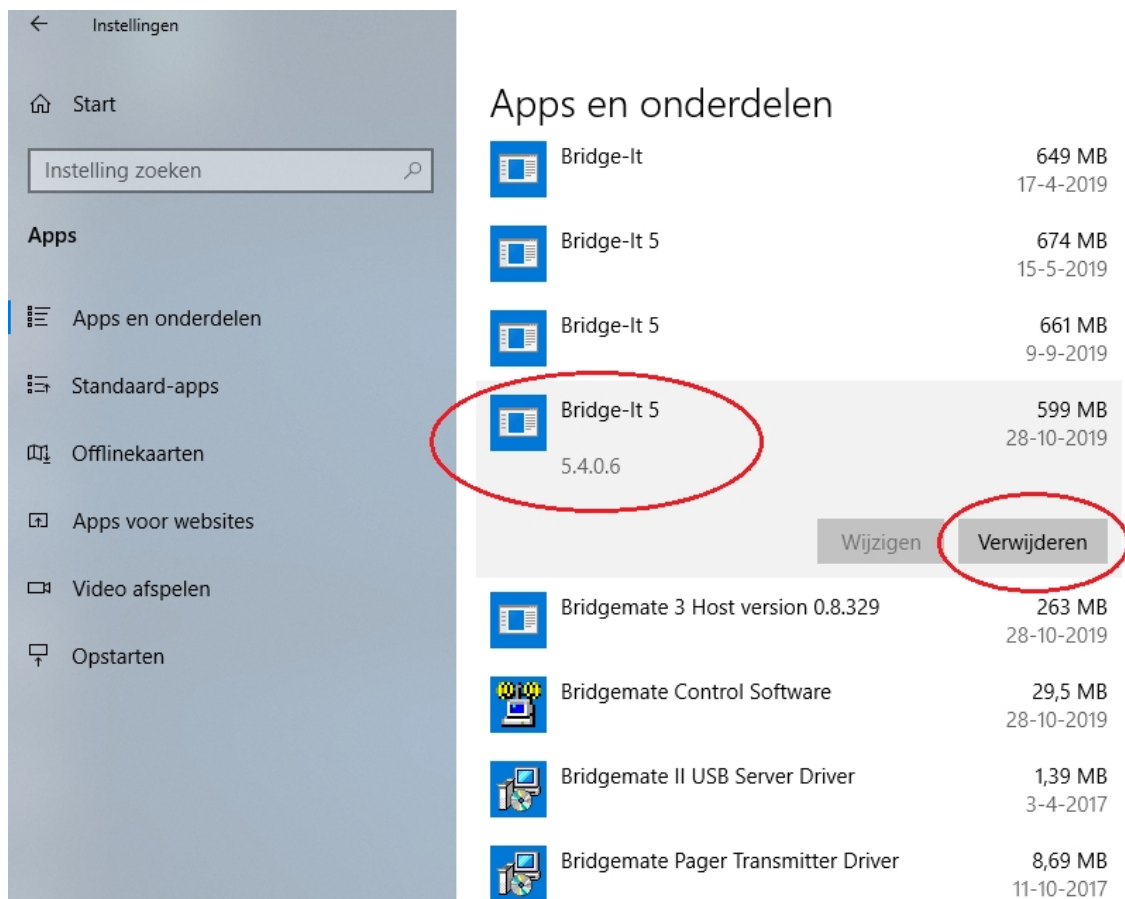 Instellingen
Start
Instelling zoeken
Apps
Apps en onderdelen
Standaard-apps
Offlinekaarten
Apps voor websites
Video afspelen
Opstarten
Apps en onderdelen
Bridge-It 649 MB
17-4-2019
Bridge-It 5 674 MB
15-5-2019
Bridge-It 5 661 MB
9-9-2019
Bridge-It 5 599 MB
28-10-2019
5.4.0.6
Wijzigen Verwijderen
Bridgemate 3 Host version 0.8.329 263 MB
28-10-2019
Bridgemate Control Software 29,5 MB
28-10-2019
Bridgemate II USB Server Driver 1,39 MB
3-4-2017
Bridgemate Pager Transmitter Driver 8,69 MB
11-10-2017